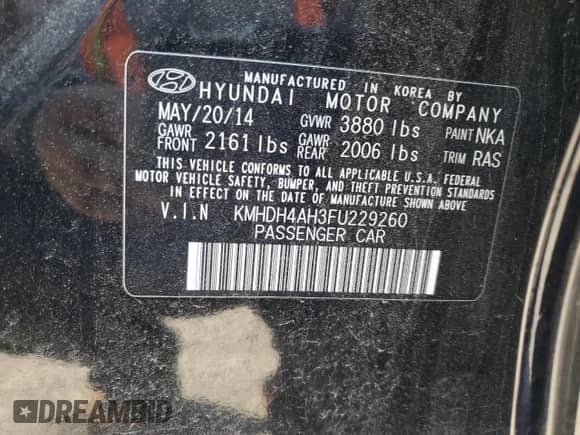 MANUFACTURED IN KOREA BY
HYUNDAI MOTOR COMPANY
MAY/20/14 GVWR 3880 lbs PAINT NKA
GAWR FRONT 2161 lbs GAWR REAR 2006 lbs TRIM RAS
THIS VEHICLE CONFORMS TO ALL APPLICABLE U.S.A. FEDERAL
MOTOR VEHICLE SAFETY, BUMPER, AND THEFT PREVENTION STANDARDS
IN EFFECT ON THE DATE OF MANUFACTURE SHOWN ABOVE
V.I.N KMHDH4AH3FU229260
PASSENGER CAR
DREAMBID